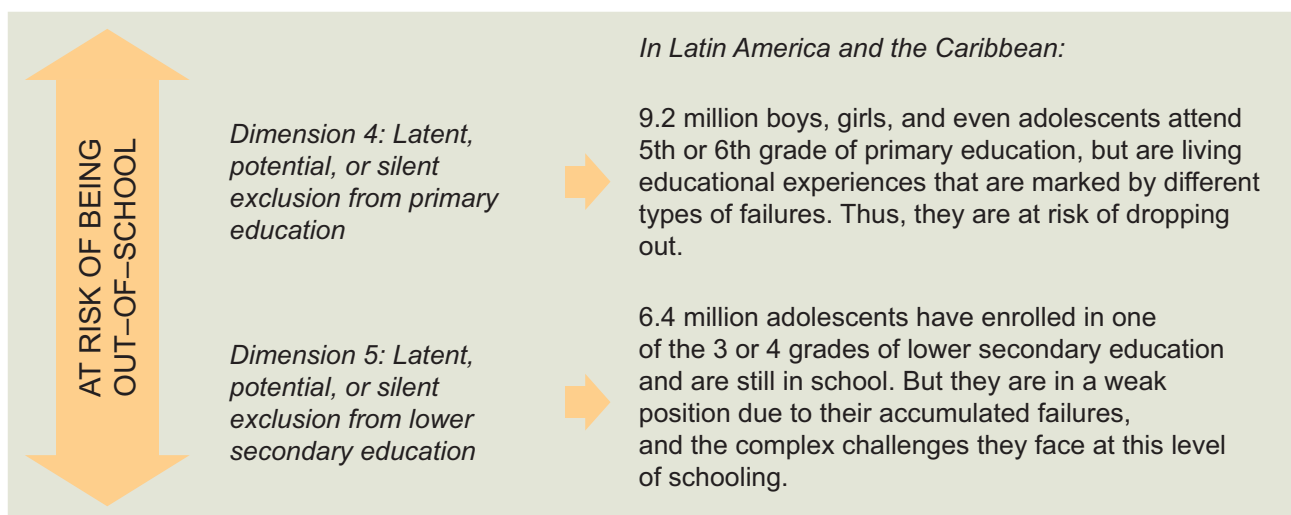 AT RISK OF BEING
OUT–OF–SCHOOL
In Latin America and the Caribbean:
Dimension 4: Latent,
potential, or silent
exclusion from primary
education
9.2 million boys, girls, and even adolescents attend
5th or 6th grade of primary education, but are living
educational experiences that are marked by different
types of failures. Thus, they are at risk of dropping
out.
Dimension 5: Latent,
potential, or silent
exclusion from lower
secondary education
6.4 million adolescents have enrolled in one
of the 3 or 4 grades of lower secondary education
and are still in school. But they are in a weak
position due to their accumulated failures,
and the complex challenges they face at this level
of schooling.